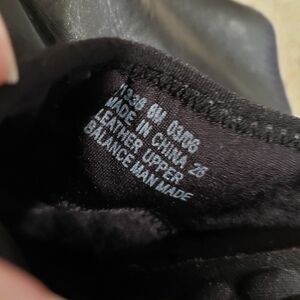 6M 03/08
MADE IN CHINA 26
LEATHER UPPER
BALANCE MAN MADE